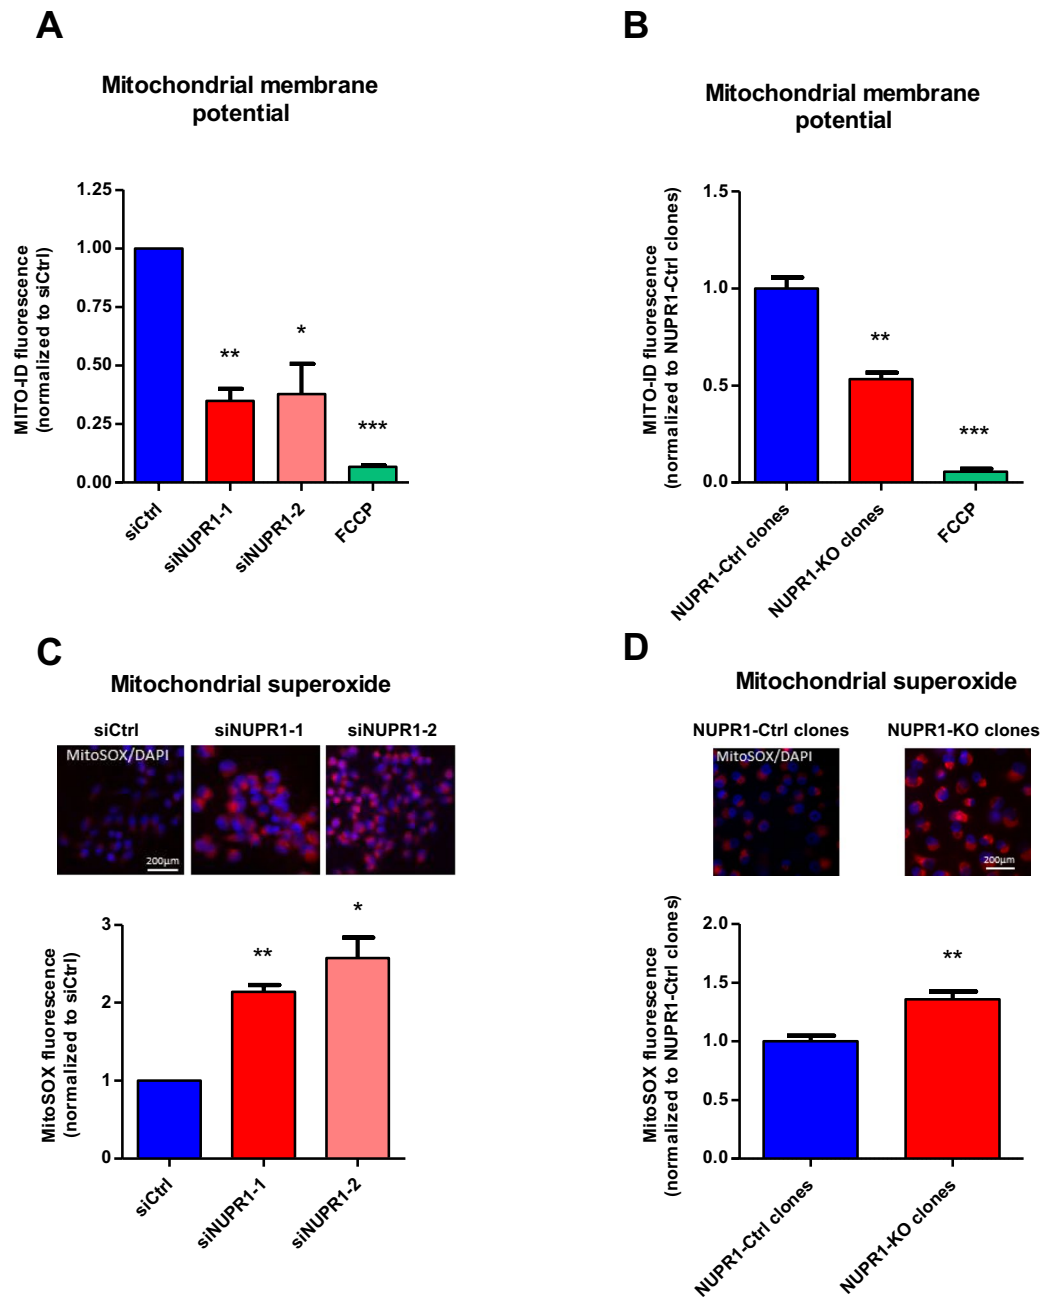 A
Mitochondrial membrane
potential
MITO-ID fluorescence
(normalized to siCtrl)
1.25
1.00
0.75
0.50
0.25
0.00
**
*
***
siCtrl
siNUPR1-1
siNUPR1-2
FCCP
B
Mitochondrial membrane
potential
MITO-ID fluorescence
(normalized to NUPR1-Ctrl clones)
1.5
1.0
0.5
0.0
**
***
NUPR1-Ctrl clones
NUPR1-KO clones
FCCP
C
Mitochondrial superoxide
siCtrl
siNUPR1-1
siNUPR1-2
MitoSOX/DAPI
200µm
MitoSOX fluorescence
(normalized to siCtrl)
3
2
1
0
**
*
siCtrl
siNUPR1-1
siNUPR1-2
D
Mitochondrial superoxide
NUPR1-Ctrl clones
NUPR1-KO clones
MitoSOX/DAPI
200µm
MitoSOX fluorescence
(normalized to NUPR1-Ctrl clones)
2.0
1.5
1.0
0.5
0.0
**
NUPR1-Ctrl clones
NUPR1-KO clones